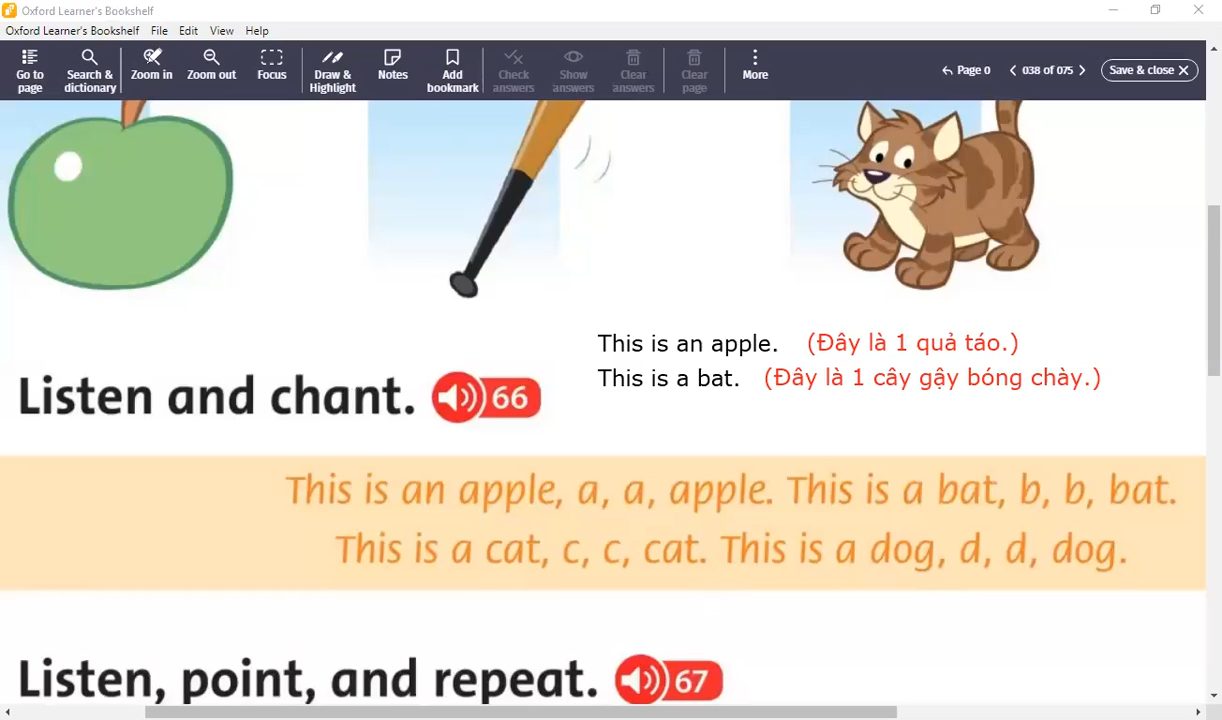 Oxford Learner's Bookshelf
Oxford Learner's Bookshelf File Edit View Help
Go to page
Search & dictionary
Zoom in
Zoom out
Focus
Draw & Highlight
Notes
Add bookmark
Check answers
Show answers
Clear answers
Clear page
More
Page 0
038 of 075
Save & close
This is an apple. (Đây là 1 quả táo.)
This is a bat. (Đây là 1 cây gậy bóng chày.)
Listen and chant. 66
This is an apple, a, a, apple. This is a bat, b, b, bat.
This is a cat, c, c, cat. This is a dog, d, d, dog.
Listen, point, and repeat. 67